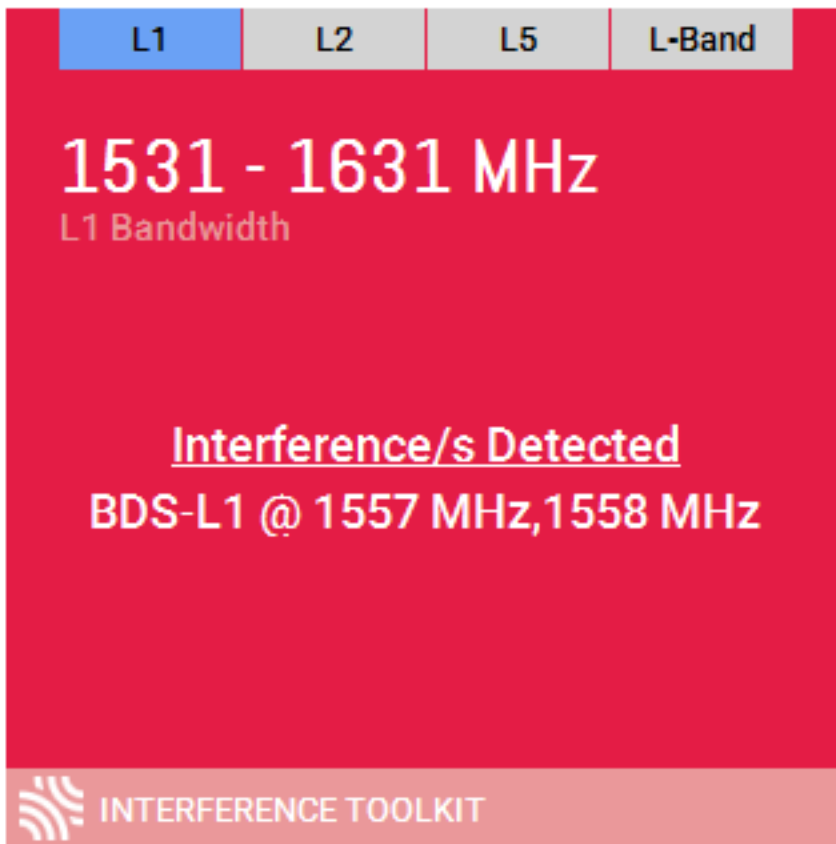 L1 L2 L5 L-Band
1531 - 1631 MHz
L1 Bandwidth
Interference/s Detected
BDS-L1 @ 1557 MHz,1558 MHz
INTERFERENCE TOOLKIT